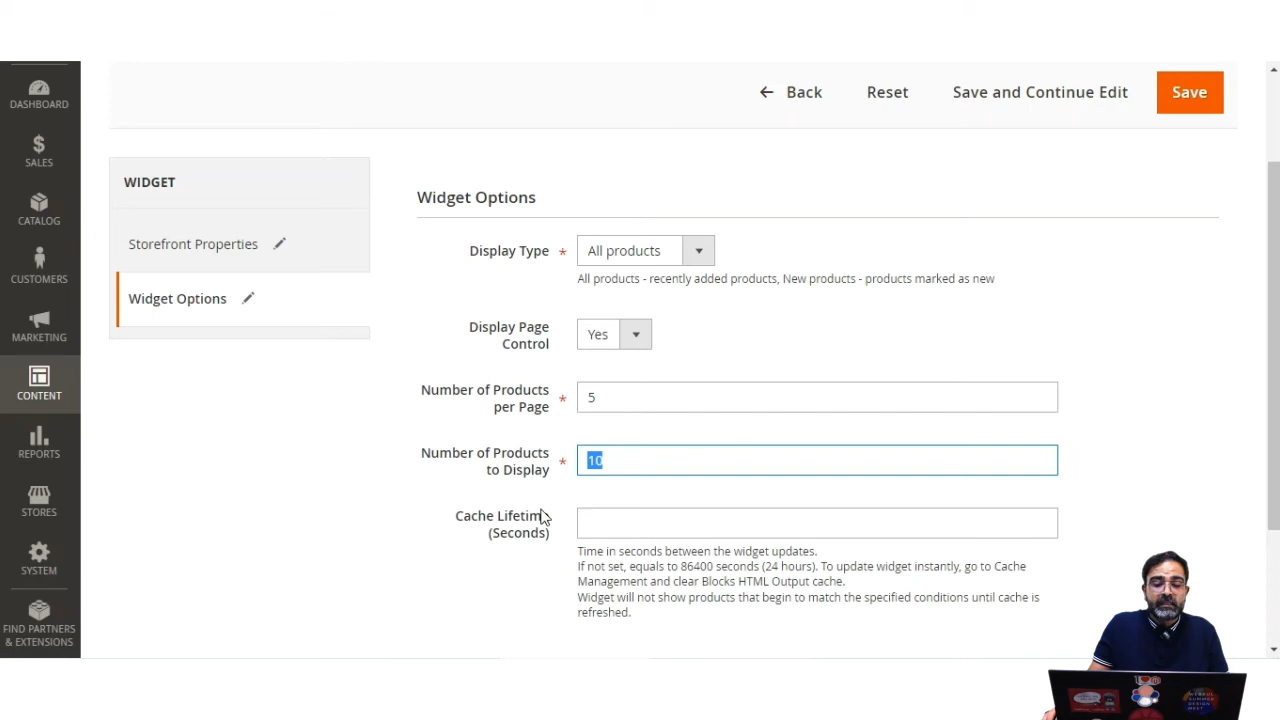 DASHBOARD
SALES
CATALOG
CUSTOMERS
MARKETING
CONTENT
REPORTS
STORES
SYSTEM
FIND PARTNERS
& EXTENSIONS
Back
Reset
Save and Continue Edit
Save
WIDGET
Storefront Properties
Widget Options
Widget Options
Display Type *
All products
All products - recently added products, New products - products marked as new
Display Page
Control
Yes
Number of Products
per Page *
5
Number of Products
to Display *
10
Cache Lifetim
(Seconds)
Time in seconds between the widget updates.
If not set, equals to 86400 seconds (24 hours). To update widget instantly, go to Cache
Management and clear Blocks HTML Output cache.
Widget will not show products that begin to match the specified conditions until cache is
refreshed.